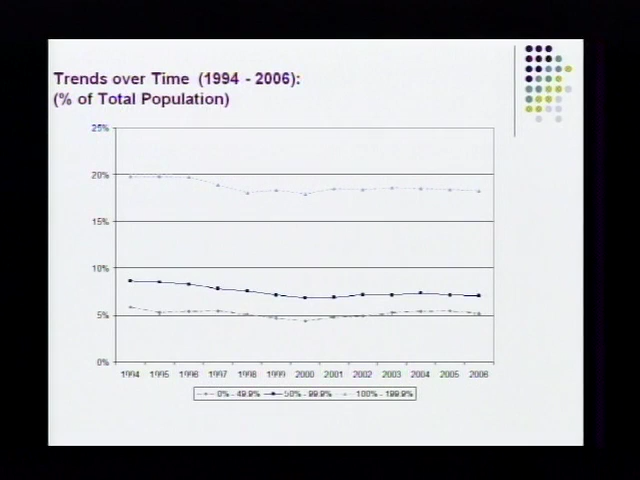 Trends over Time (1994 - 2006):
(% of Total Population)
25%
20%
15%
10%
5%
0%
1994 1995 1996 1997 1998 1999 2000 2001 2002 2003 2004 2005 2006
0% - 49.9% 50% - 99.9% 100% - 199.9%